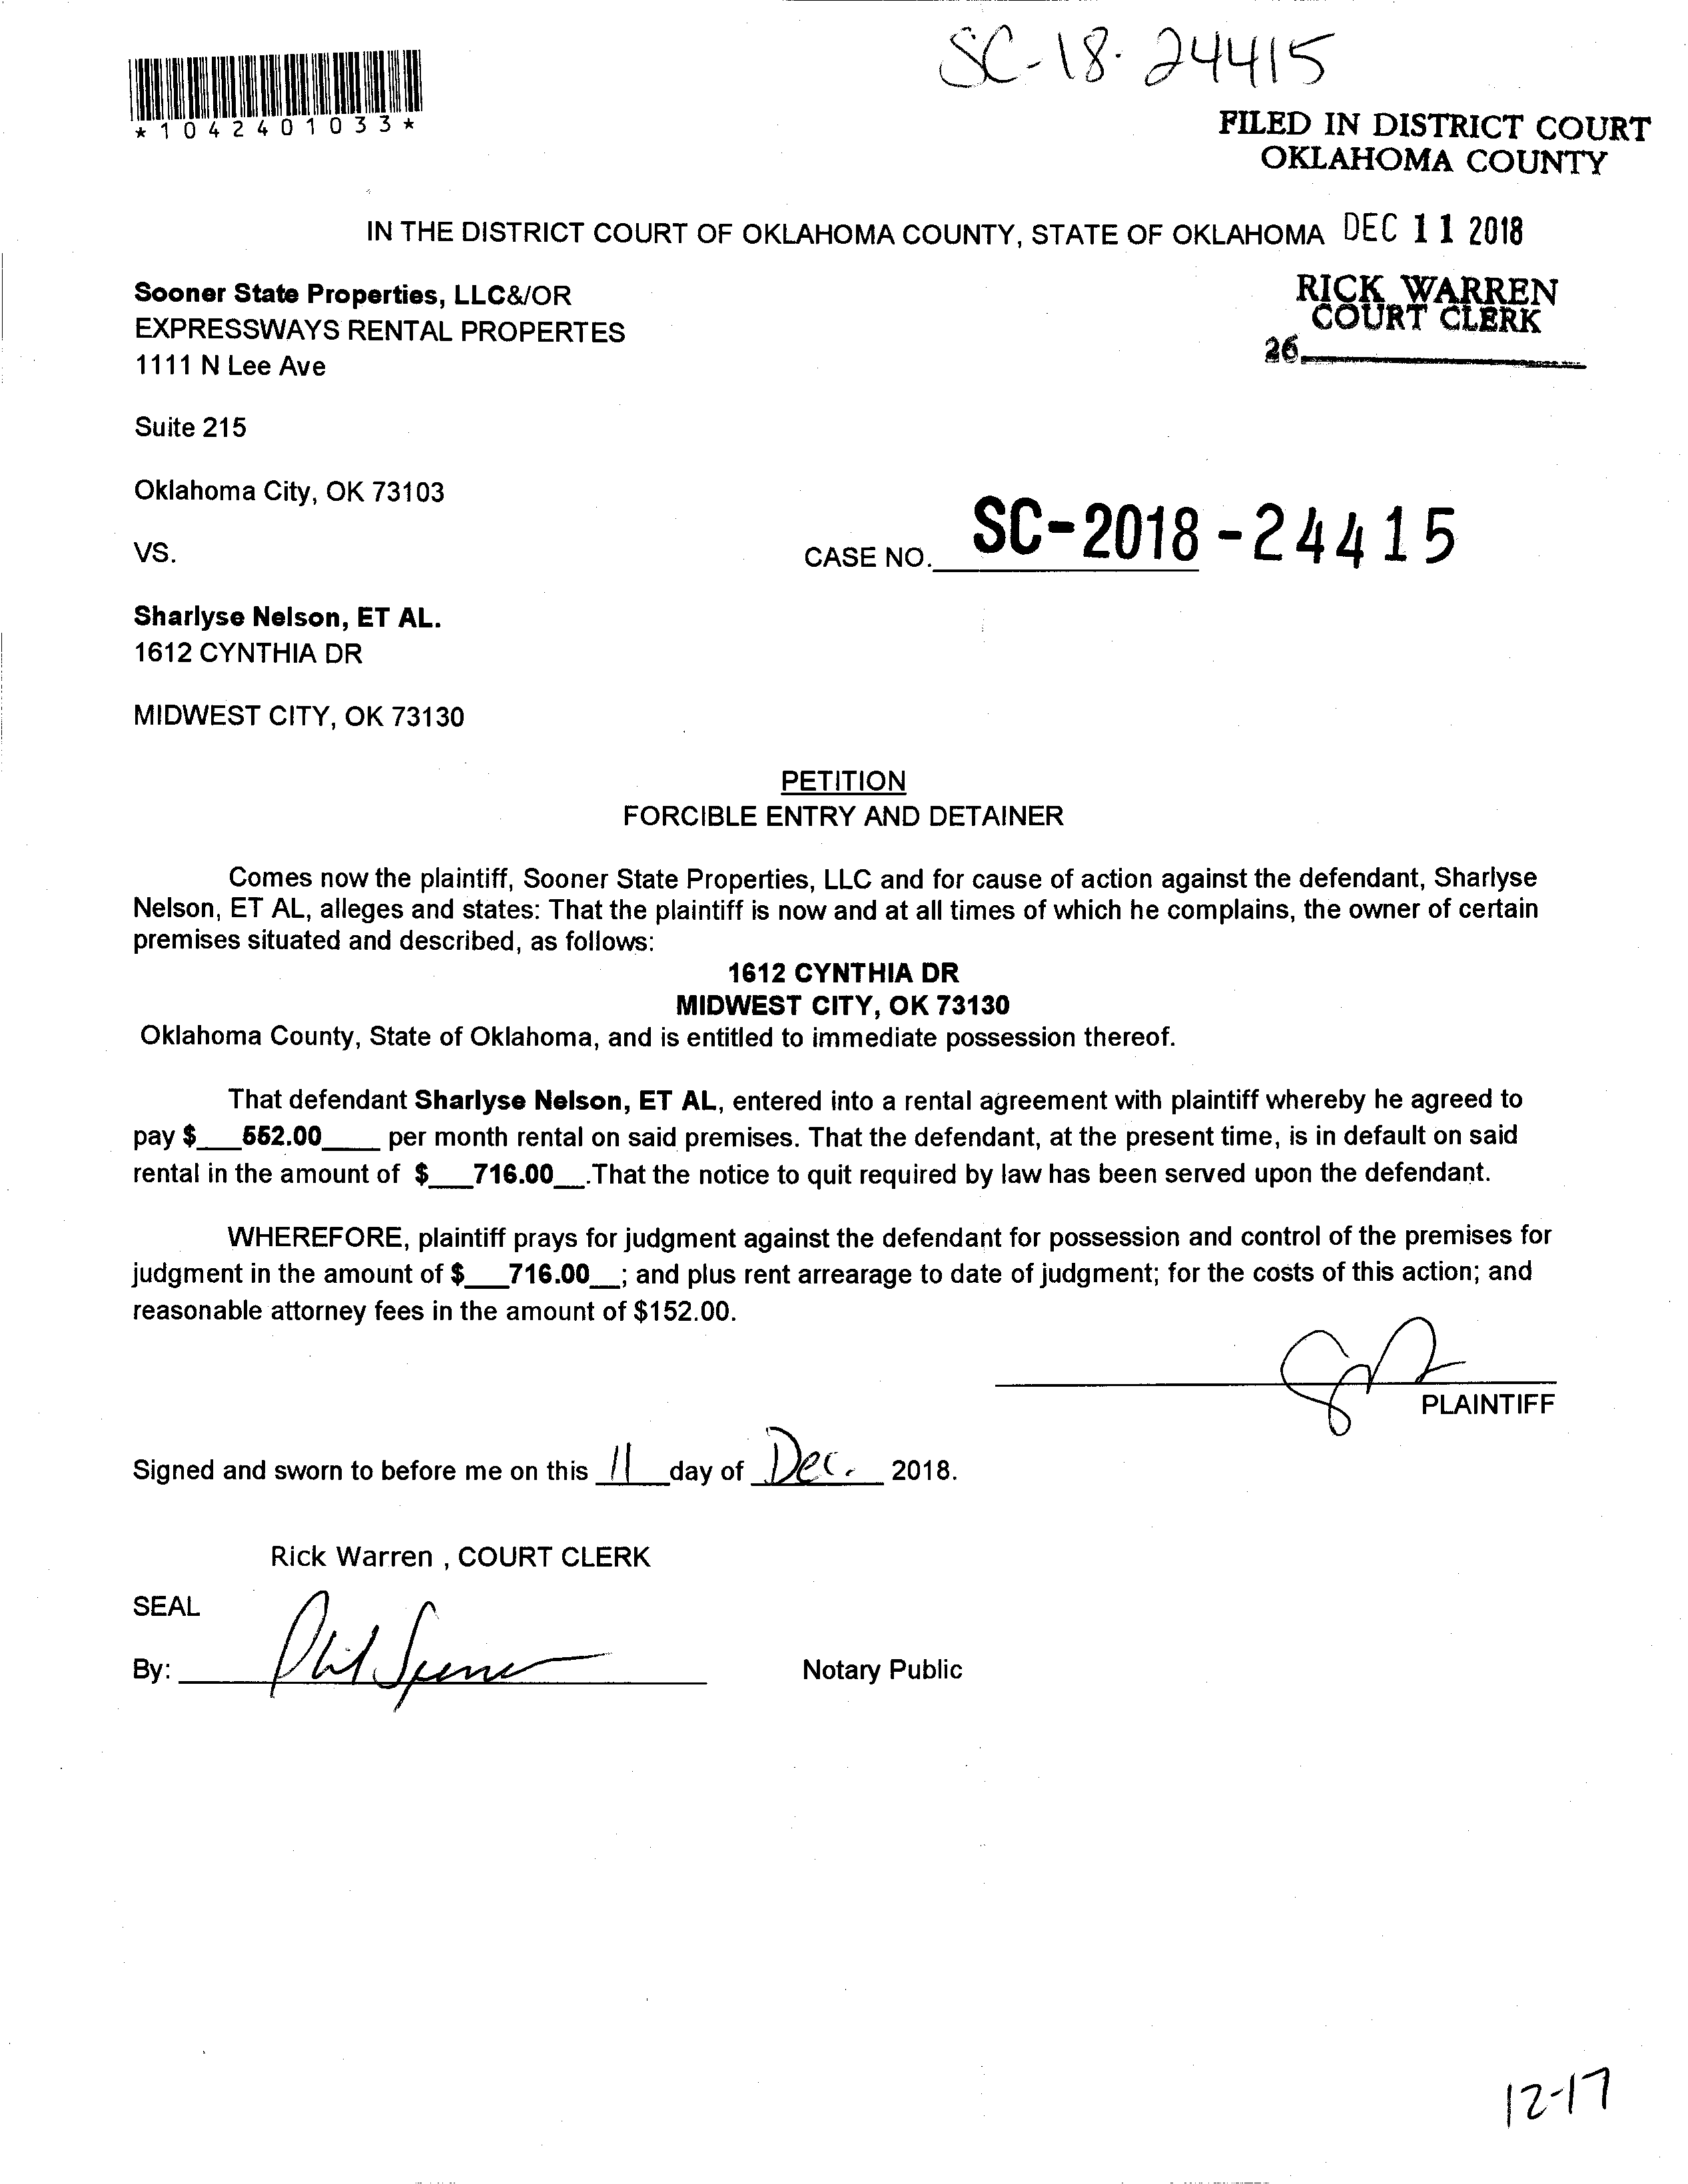 SC-18-24415
*1042401033*
FILED IN DISTRICT COURT
OKLAHOMA COUNTY
IN THE DISTRICT COURT OF OKLAHOMA COUNTY, STATE OF OKLAHOMA DEC 11 2018
Sooner State Properties, LLC&/OR
EXPRESSWAYS RENTAL PROPERTES
1111 N Lee Ave
RICK WARREN
COURT CLERK
26
Suite 215
Oklahoma City, OK 73103
VS.
CASE NO. SC-2018-24415
Sharlyse Nelson, ET AL.
1612 CYNTHIA DR
MIDWEST CITY, OK 73130
PETITION
FORCIBLE ENTRY AND DETAINER
Comes now the plaintiff, Sooner State Properties, LLC and for cause of action against the defendant, Sharlyse
Nelson, ET AL, alleges and states: That the plaintiff is now and at all times of which he complains, the owner of certain
premises situated and described, as follows:
1612 CYNTHIA DR
MIDWEST CITY, OK 73130
Oklahoma County, State of Oklahoma, and is entitled to immediate possession thereof.
That defendant Sharlyse Nelson, ET AL, entered into a rental agreement with plaintiff whereby he agreed to
pay $___552.00____ per month rental on said premises. That the defendant, at the present time, is in default on said
rental in the amount of $___716.00__.That the notice to quit required by law has been served upon the defendant.
WHEREFORE, plaintiff prays for judgment against the defendant for possession and control of the premises for
judgment in the amount of $___716.00__; and plus rent arrearage to date of judgment; for the costs of this action; and
reasonable attorney fees in the amount of $152.00.
PLAINTIFF
Signed and sworn to before me on this 11 day of Dec. 2018.
Rick Warren , COURT CLERK
SEAL
By:
Notary Public
12-17